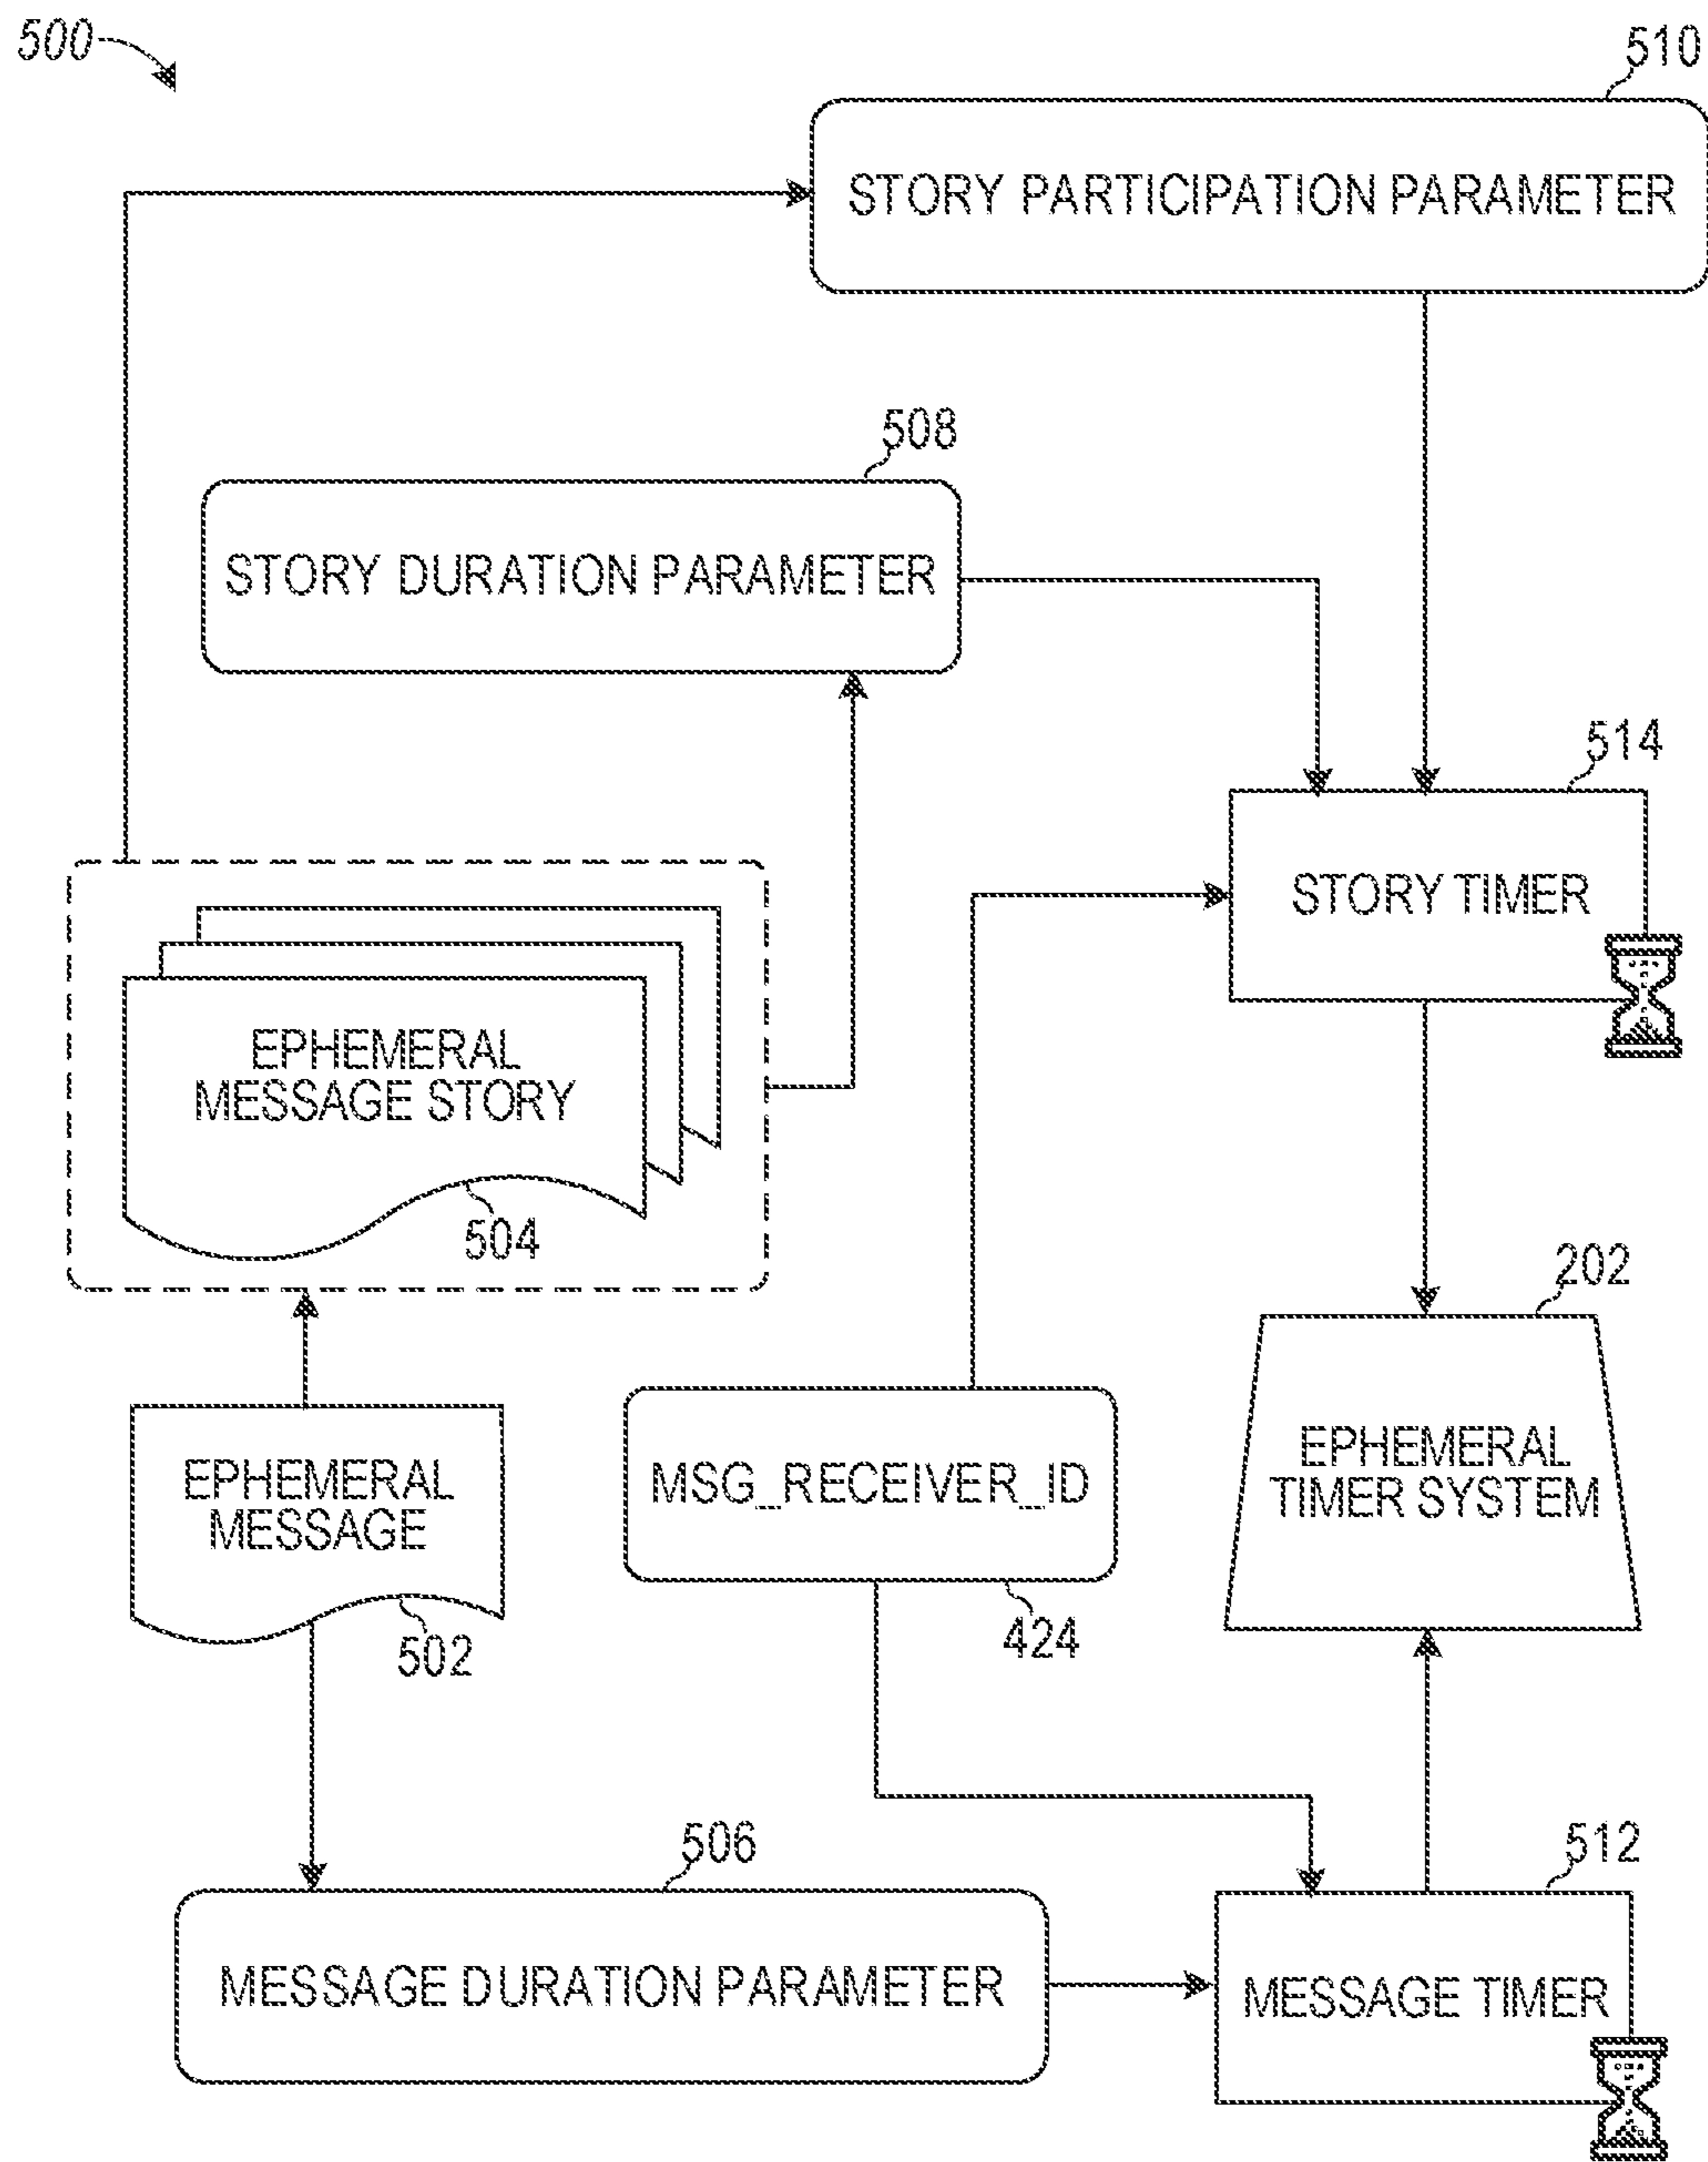 500
510
STORY PARTICIPATION PARAMETER
508
STORY DURATION PARAMETER
514
STORY TIMER
EPHEMERAL
MESSAGE STORY
504
202
EPHEMERAL
TIMER SYSTEM
EPHEMERAL
MESSAGE
502
MSG_RECEIVER_ID
424
506
MESSAGE DURATION PARAMETER
512
MESSAGE TIMER